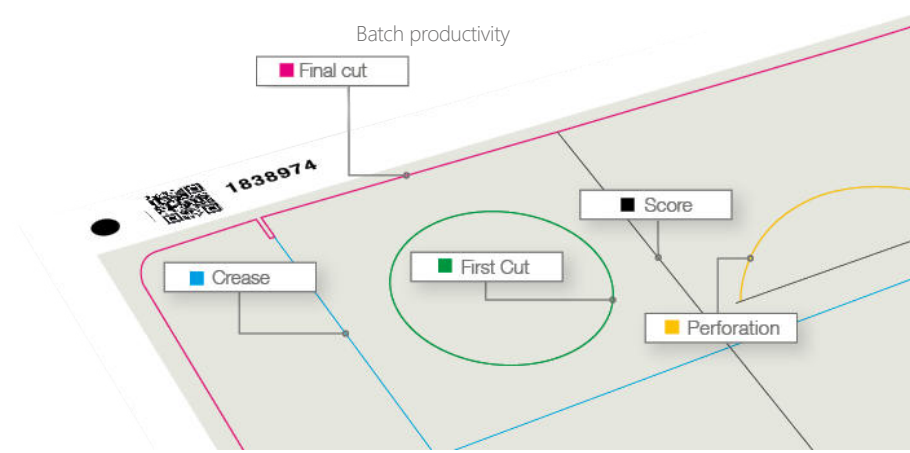 Batch productivity
Final cut
1838974
Score
First Cut
Crease
Perforation